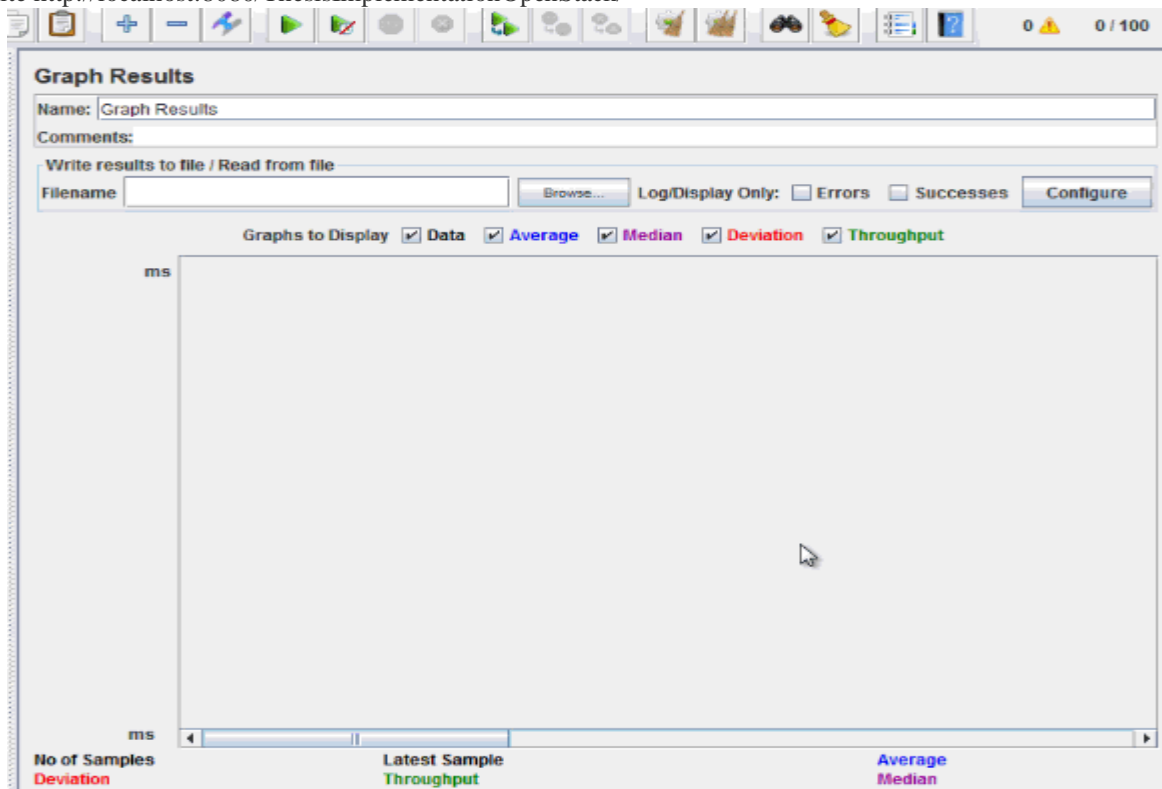 0 0 / 100
Graph Results
Name: Graph Results
Comments:
Write results to file / Read from file
Filename Browse... Log/Display Only: Errors Successes Configure
Graphs to Display Data Average Median Deviation Throughput
ms
ms
No of Samples Latest Sample Average
Deviation Throughput Median